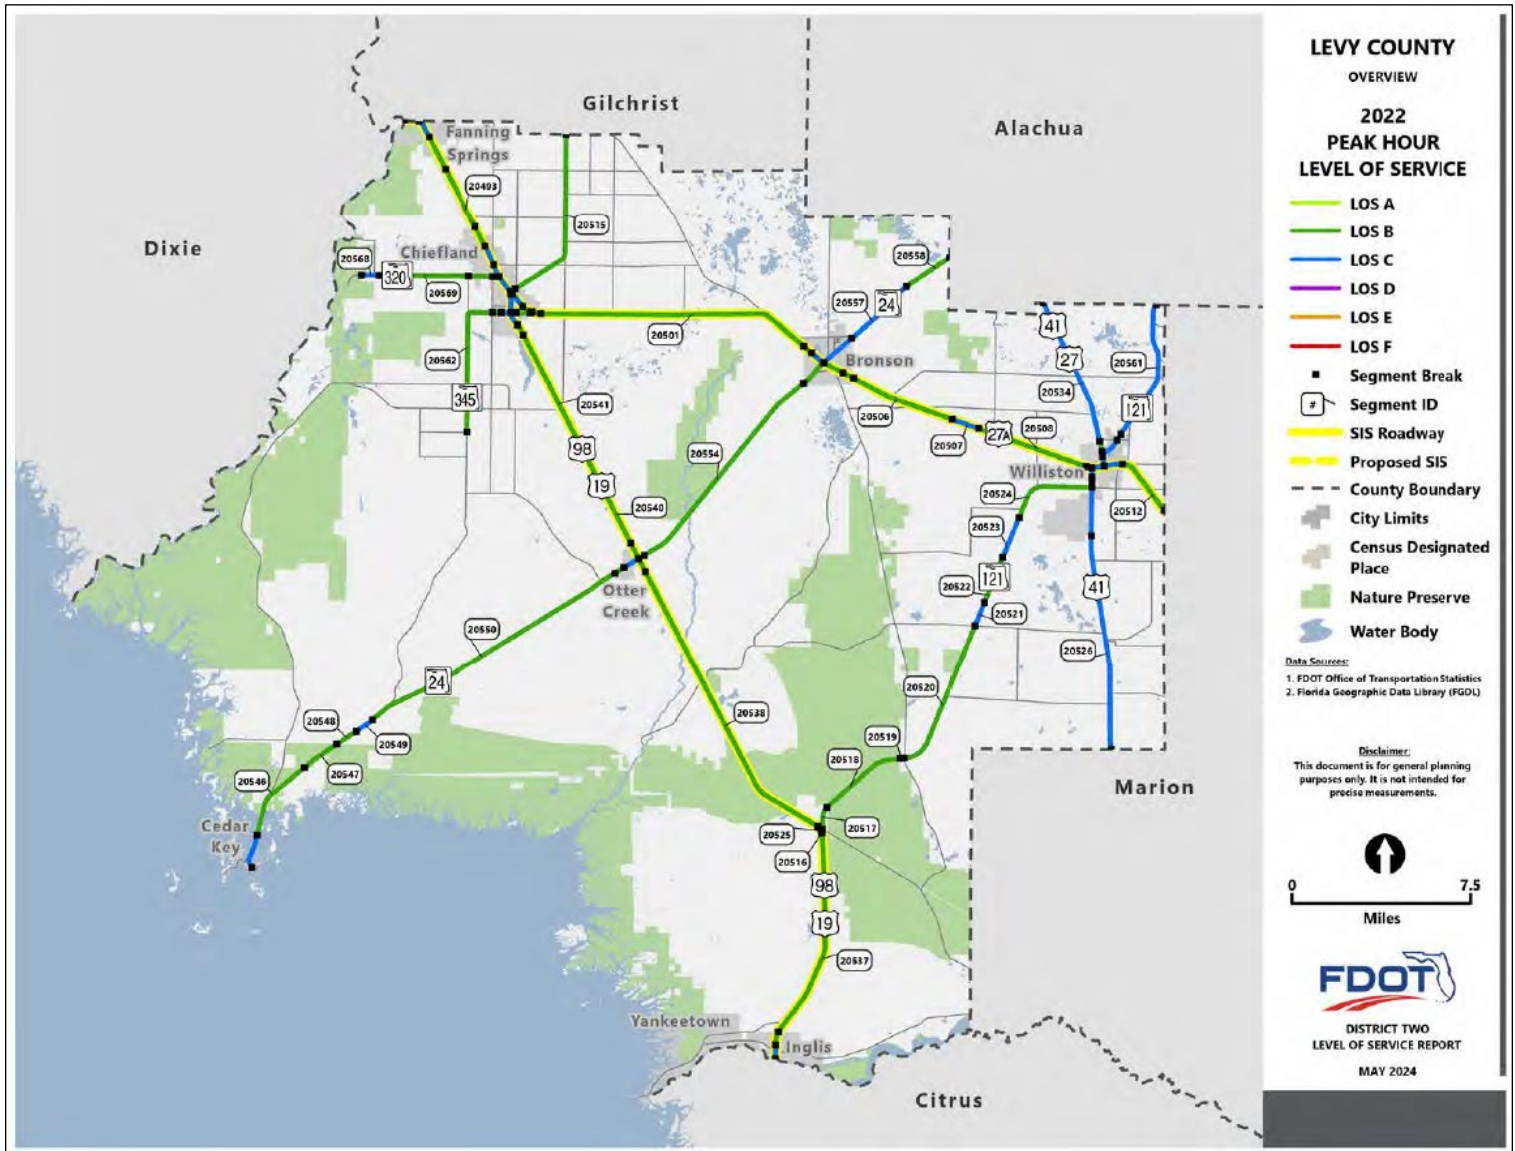 LEVY COUNTY
OVERVIEW
2022
PEAK HOUR
LEVEL OF SERVICE
LOS A
LOS B
LOS C
LOS D
LOS E
LOS F
Segment Break
# Segment ID
SIS Roadway
Proposed SIS
County Boundary
City Limits
Census Designated
Place
Nature Preserve
Water Body
Data Sources:
1. FDOT Office of Transportation Statistics
2. Florida Geographic Data Library (FGDL)
Disclaimer:
This document is for general planning
purposes only. It is not intended for
precise measurements.
0 7.5
Miles
FDOT
DISTRICT TWO
LEVEL OF SERVICE REPORT
MAY 2024
Gilchrist
Alachua
Dixie
Marion
Citrus
Fanning
Springs
20493
20515
Chiefland
20568
320
20569
20558
20557
24
20501
20562
Bronson
41
27
20561
20534
345
20541
121
20506
20507
27A
20508
98
19
20554
Williston
20524
20512
20540
20523
121
20522
20521
41
Otter
Creek
20550
20526
24
20520
20538
20548
20549
20519
20518
20547
20546
Cedar
Key
20525
20517
20516
98
19
20537
Yankeetown
Inglis